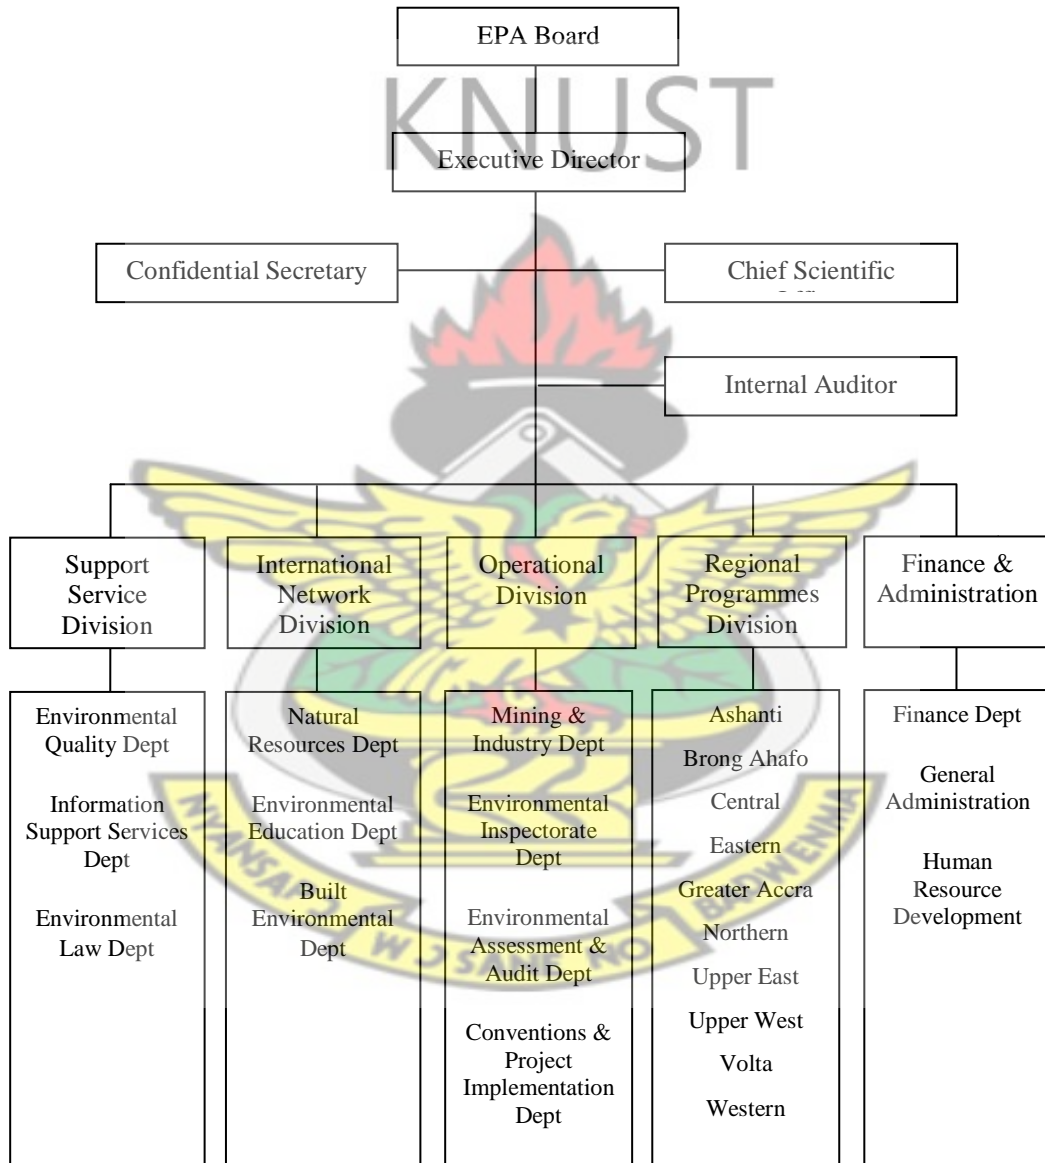 EPA Board
KNUST
Executive Director
Confidential Secretary
Chief Scientific
Internal Auditor
Support
Service
Division
International
Network
Division
Operational
Division
Regional
Programmes
Division
Finance &
Administration
Environmental
Quality Dept
Information
Support Services
Dept
Environmental
Law Dept
Natural
Resources Dept
Environmental
Education Dept
Built
Environmental
Dept
Mining &
Industry Dept
Environmental
Inspectorate
Dept
Environmental
Assessment &
Audit Dept
Conventions &
Project
Implementation
Dept
Ashanti
Brong Ahafo
Central
Eastern
Greater Accra
Northern
Upper East
Upper West
Volta
Western
Finance Dept
General
Administration
Human
Resource
Development
NYANSAPƆ WƆSANE NO BADWENMA